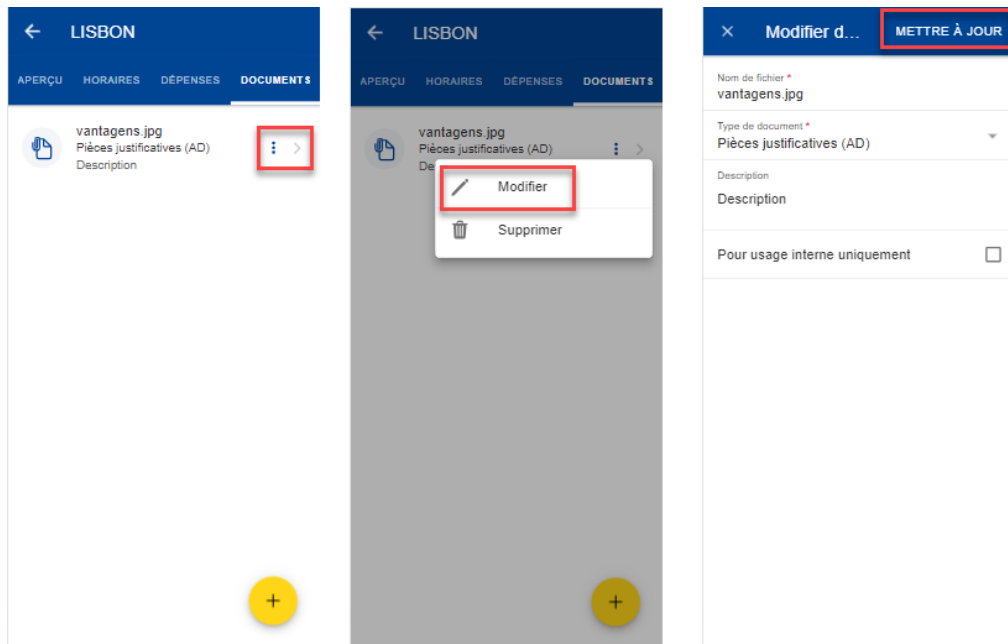 LISBON
APERÇU HORAIRES DÉPENSES DOCUMENTS
vantagens.jpg
Pièces justificatives (AD)
Description
LISBON
APERÇU HORAIRES DÉPENSES DOCUMENTS
vantagens.jpg
Pièces justificatives (AD)
De
Modifier
Supprimer
Modifier d... METTRE À JOUR
Nom de fichier *
vantagens.jpg
Type de document *
Pièces justificatives (AD)
Description
Description
Pour usage interne uniquement